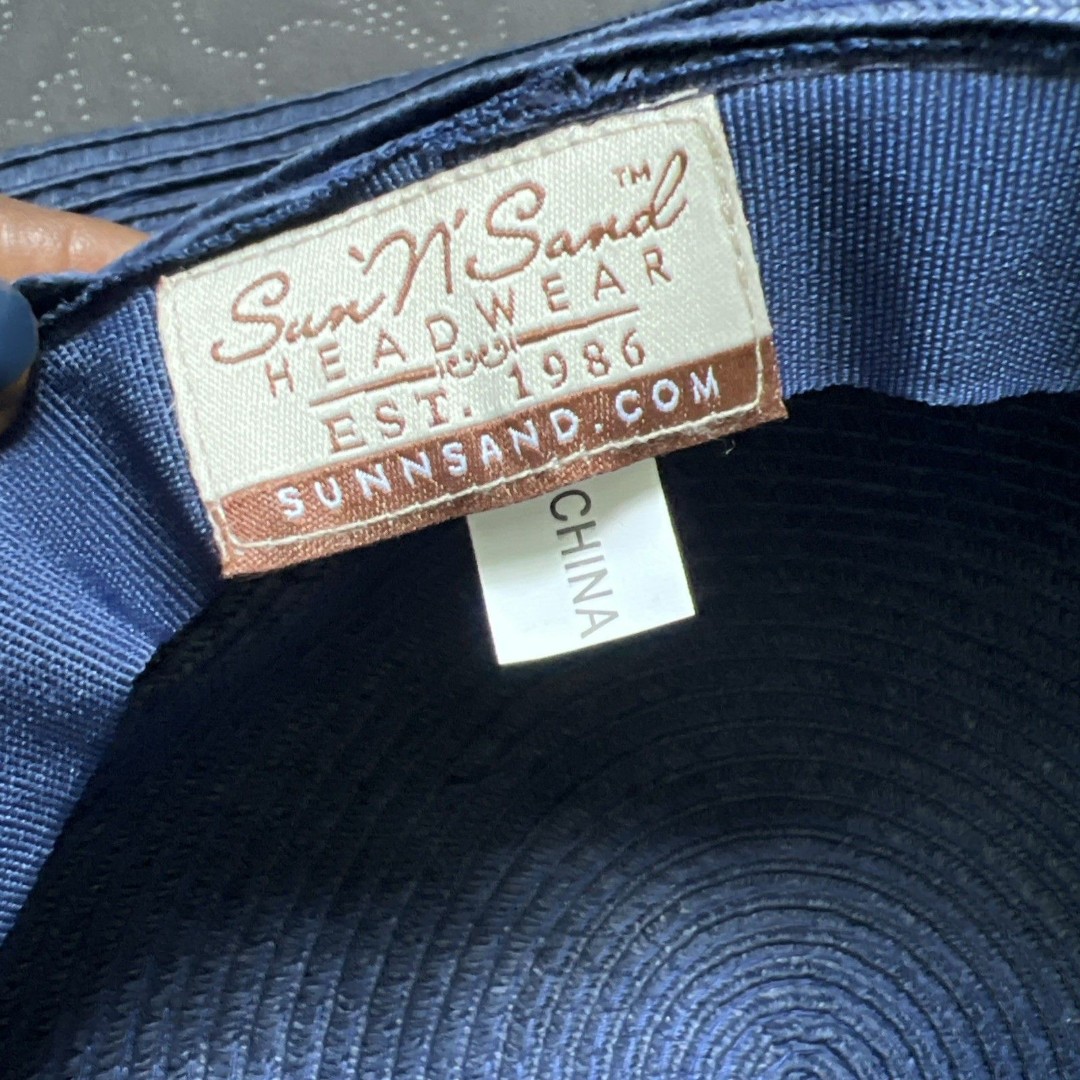 Sun 'N' Sand™
HEADWEAR
EST. 1986
SUNNSAND.COM
CHINA